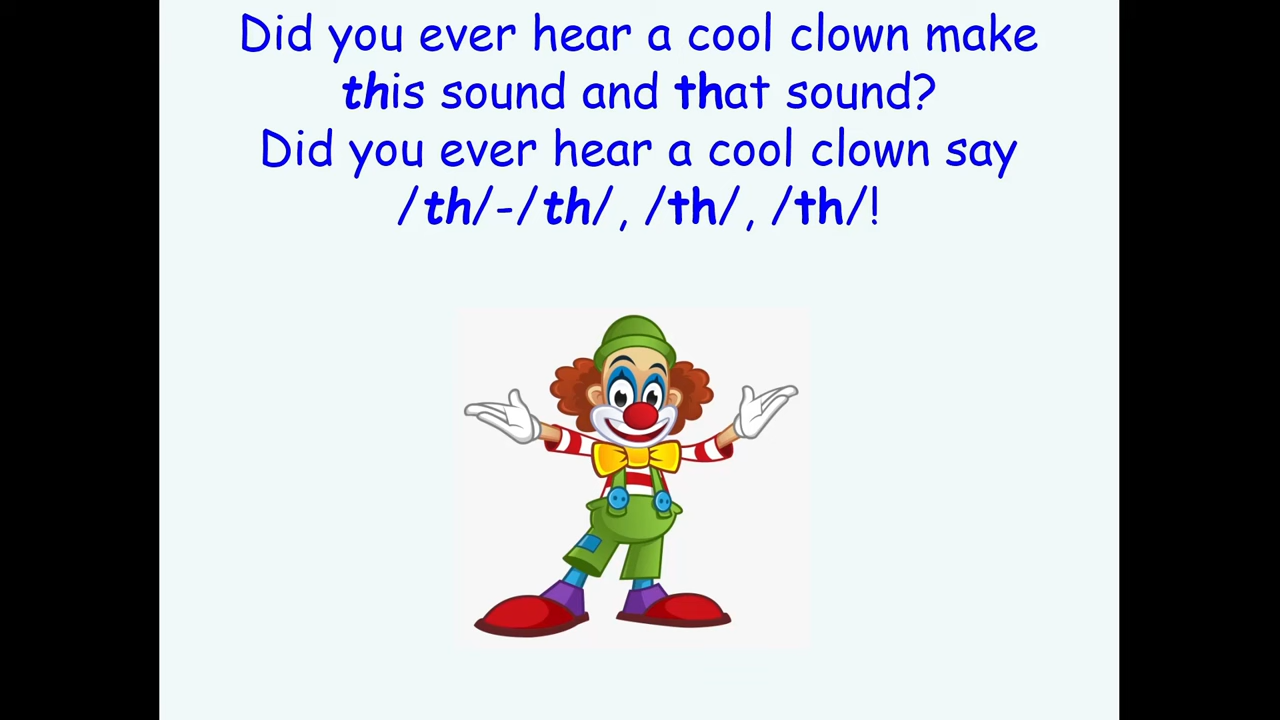 Did you ever hear a cool clown make
this sound and that sound?
Did you ever hear a cool clown say
/th/-/th/, /th/, /th/!